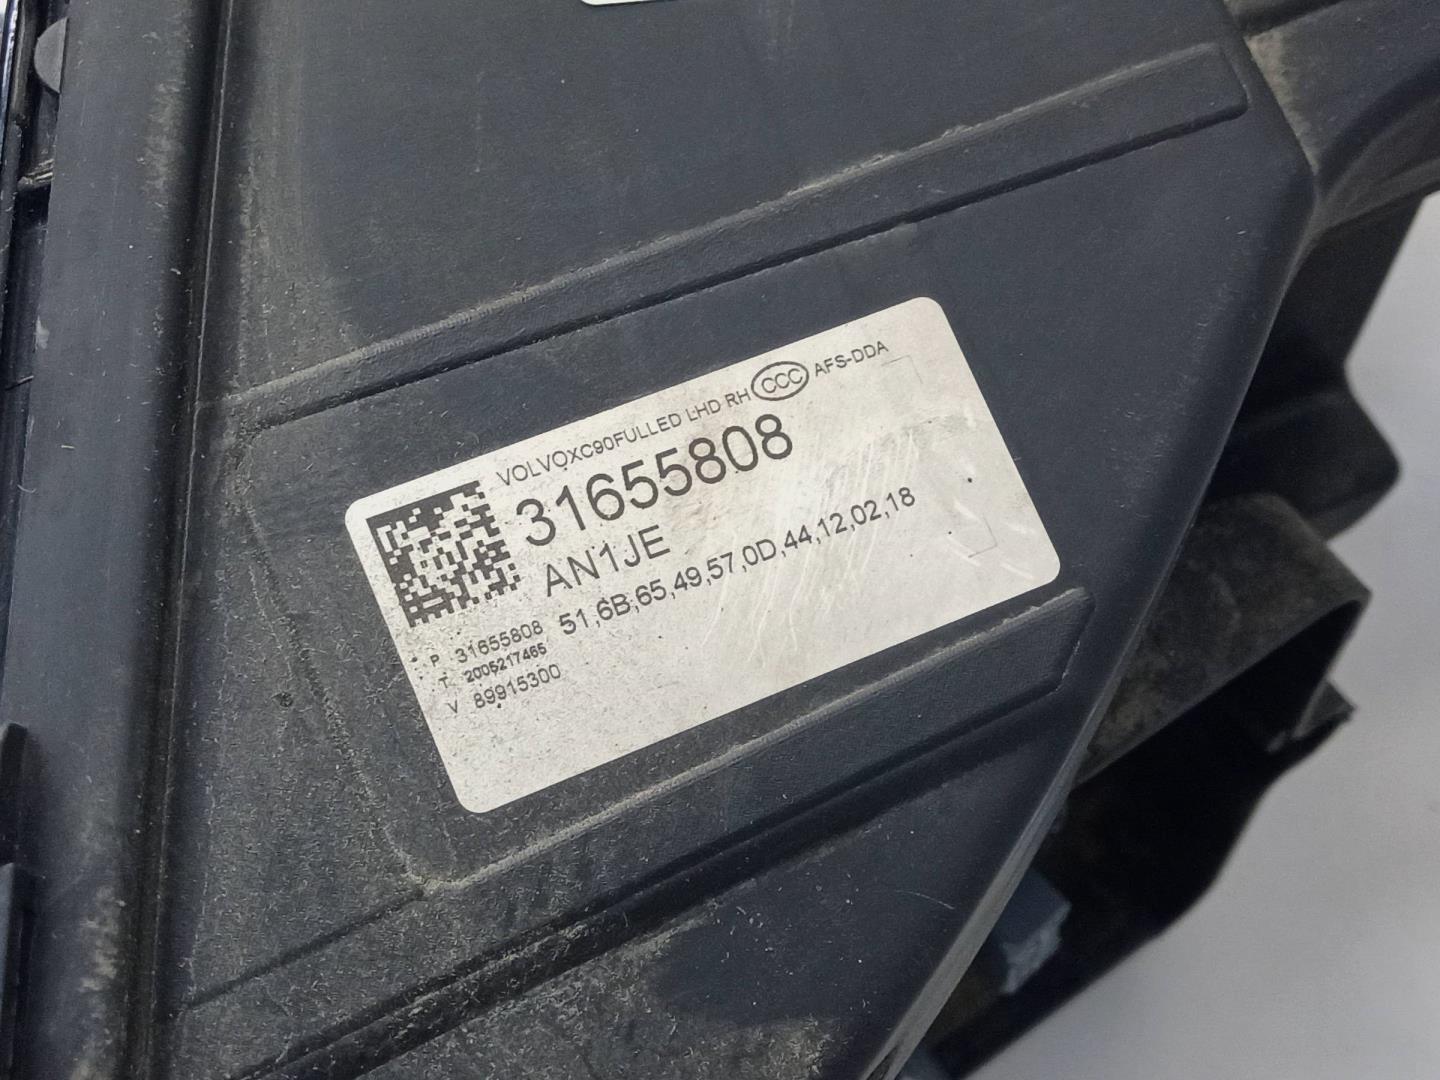 VOLVOXC90FULLED LHD RH CCC AFS-DDA
31655808
AN1JE
51,6B,65,49,57,0D,44,12,02,18
P 31655808
T 2005217465
V 89915300